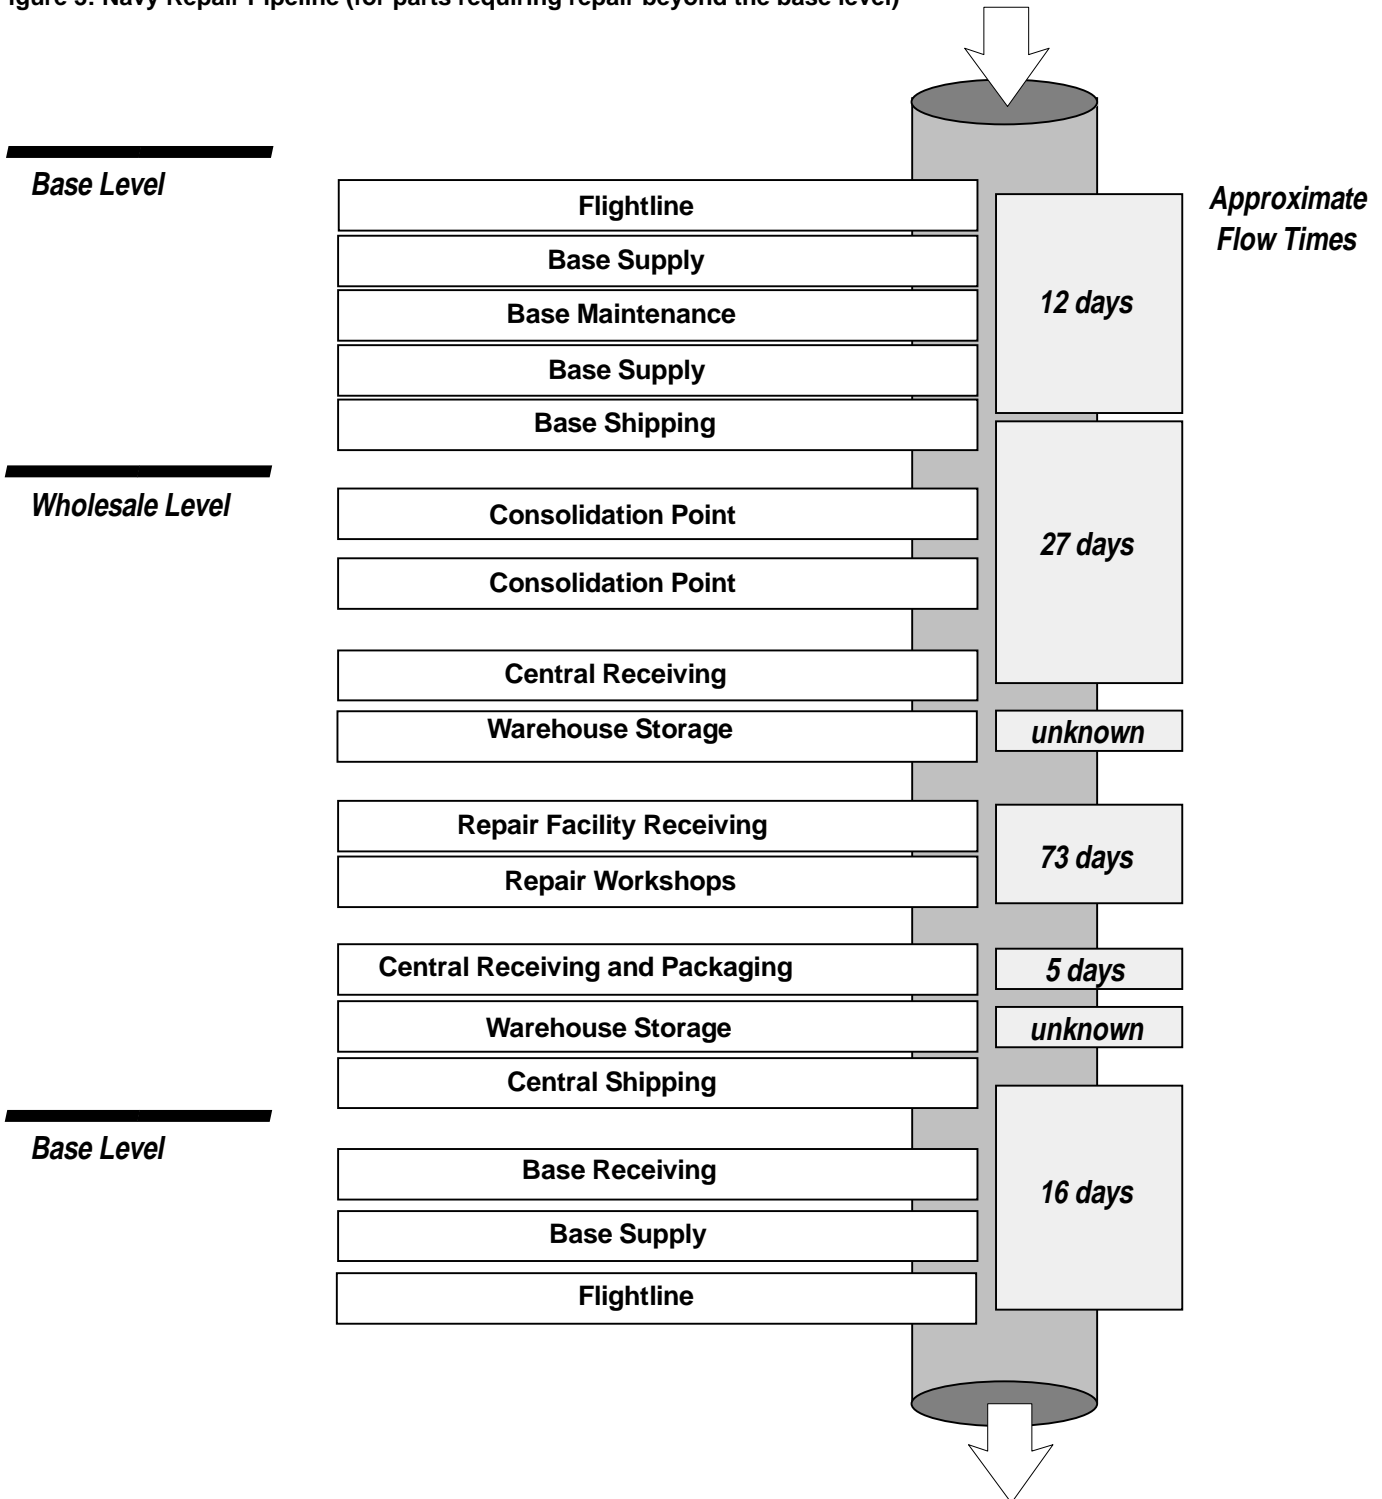 igure 3: Navy Repair Pipeline (for parts requiring repair beyond the base level)
Base Level
Approximate
Flow Times
Flightline
Base Supply
Base Maintenance
12 days
Base Supply
Base Shipping
Wholesale Level
Consolidation Point
27 days
Consolidation Point
Central Receiving
Warehouse Storage
unknown
Repair Facility Receiving
73 days
Repair Workshops
Central Receiving and Packaging
5 days
Warehouse Storage
unknown
Central Shipping
Base Level
Base Receiving
16 days
Base Supply
Flightline